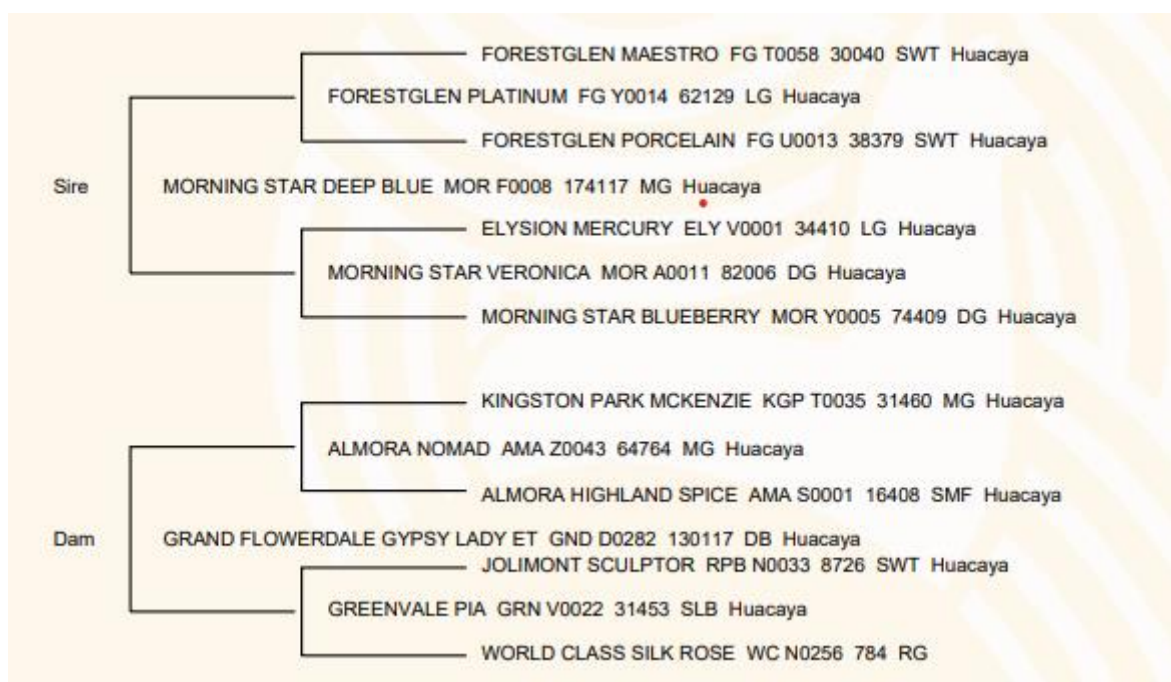 FORESTGLEN MAESTRO FG T0058 30040 SWT Huacaya
FORESTGLEN PLATINUM FG Y0014 62129 LG Huacaya
FORESTGLEN PORCELAIN FG U0013 38379 SWT Huacaya
Sire MORNING STAR DEEP BLUE MOR F0008 174117 MG Huacaya
ELYSION MERCURY ELY V0001 34410 LG Huacaya
MORNING STAR VERONICA MOR A0011 82006 DG Huacaya
MORNING STAR BLUEBERRY MOR Y0005 74409 DG Huacaya
KINGSTON PARK MCKENZIE KGP T0035 31460 MG Huacaya
ALMORA NOMAD AMA Z0043 64764 MG Huacaya
ALMORA HIGHLAND SPICE AMA S0001 16408 SMF Huacaya
Dam GRAND FLOWERDALE GYPSY LADY ET GND D0282 130117 DB Huacaya
JOLIMONT SCULPTOR RPB N0033 8726 SWT Huacaya
GREENVALE PIA GRN V0022 31453 SLB Huacaya
WORLD CLASS SILK ROSE WC N0256 784 RG